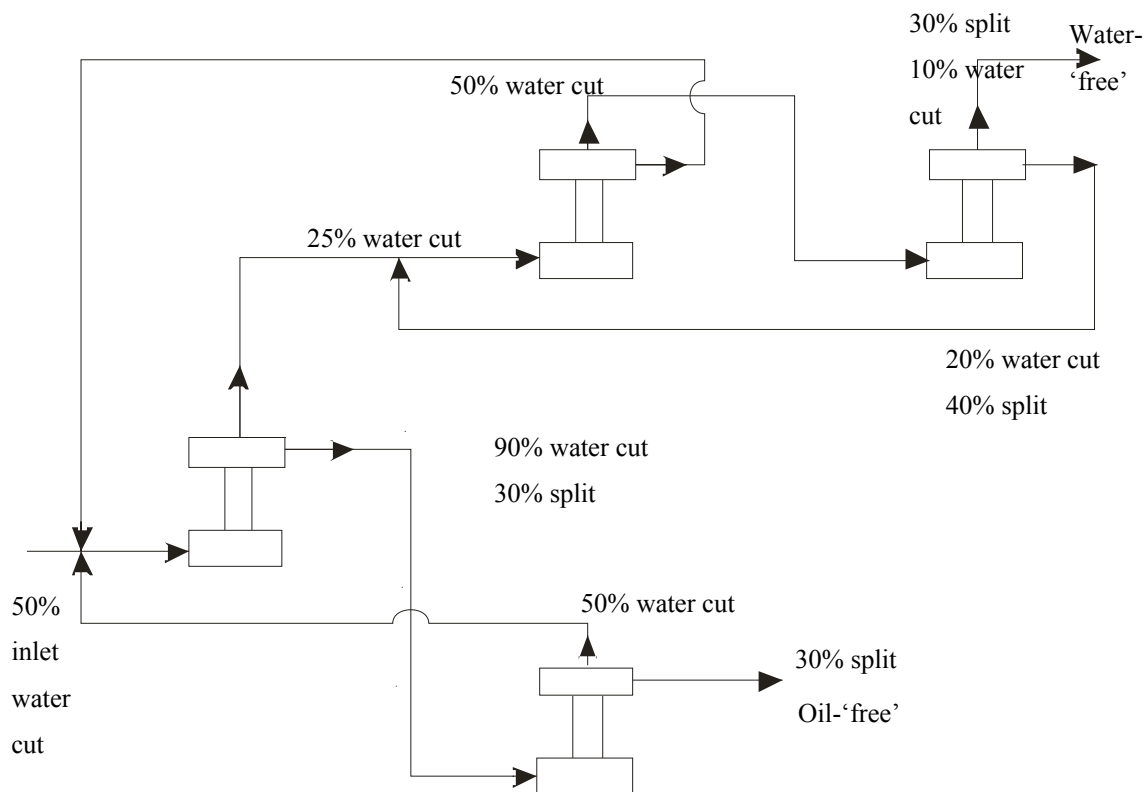 30% split
10% water
cut
Water-
‘free’
50% water cut
25% water cut
20% water cut
40% split
90% water cut
30% split
50%
inlet
water
cut
50% water cut
30% split
Oil-‘free’